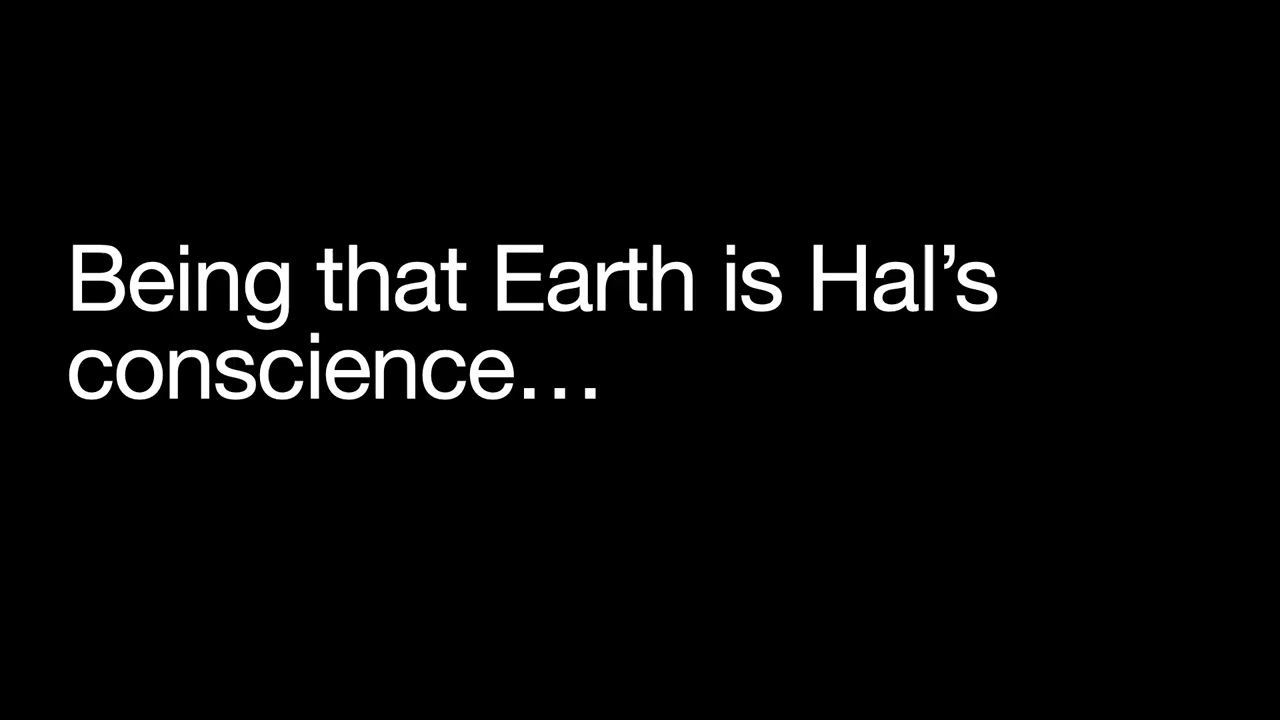 Being that Earth is Hal’s
conscience…